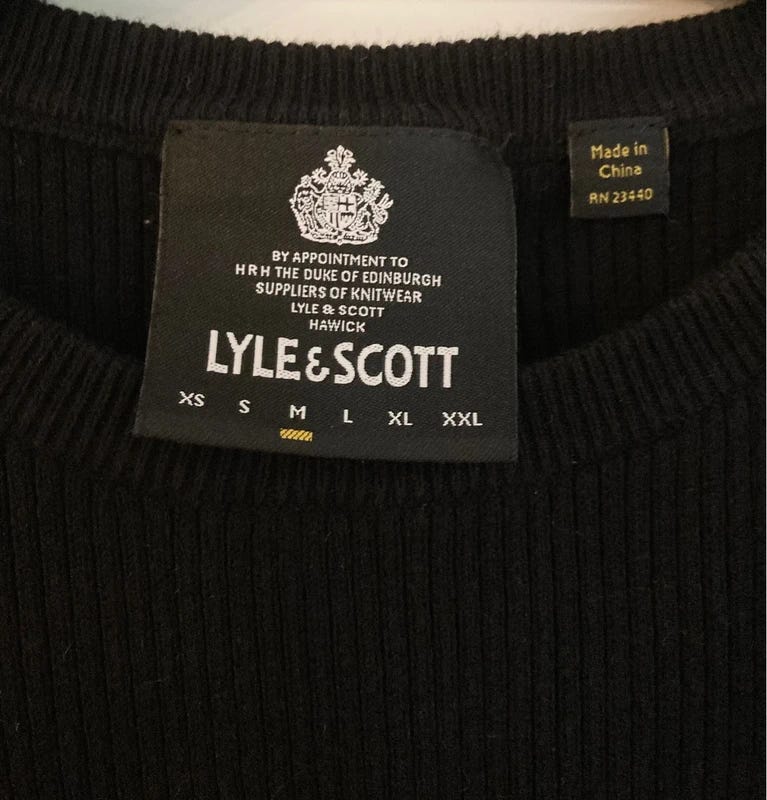 BY APPOINTMENT TO
HRH THE DUKE OF EDINBURGH
SUPPLIERS OF KNITWEAR
LYLE & SCOTT
HAWICK
LYLE & SCOTT
XS S M L XL XXL
Made in
China
RN 23440